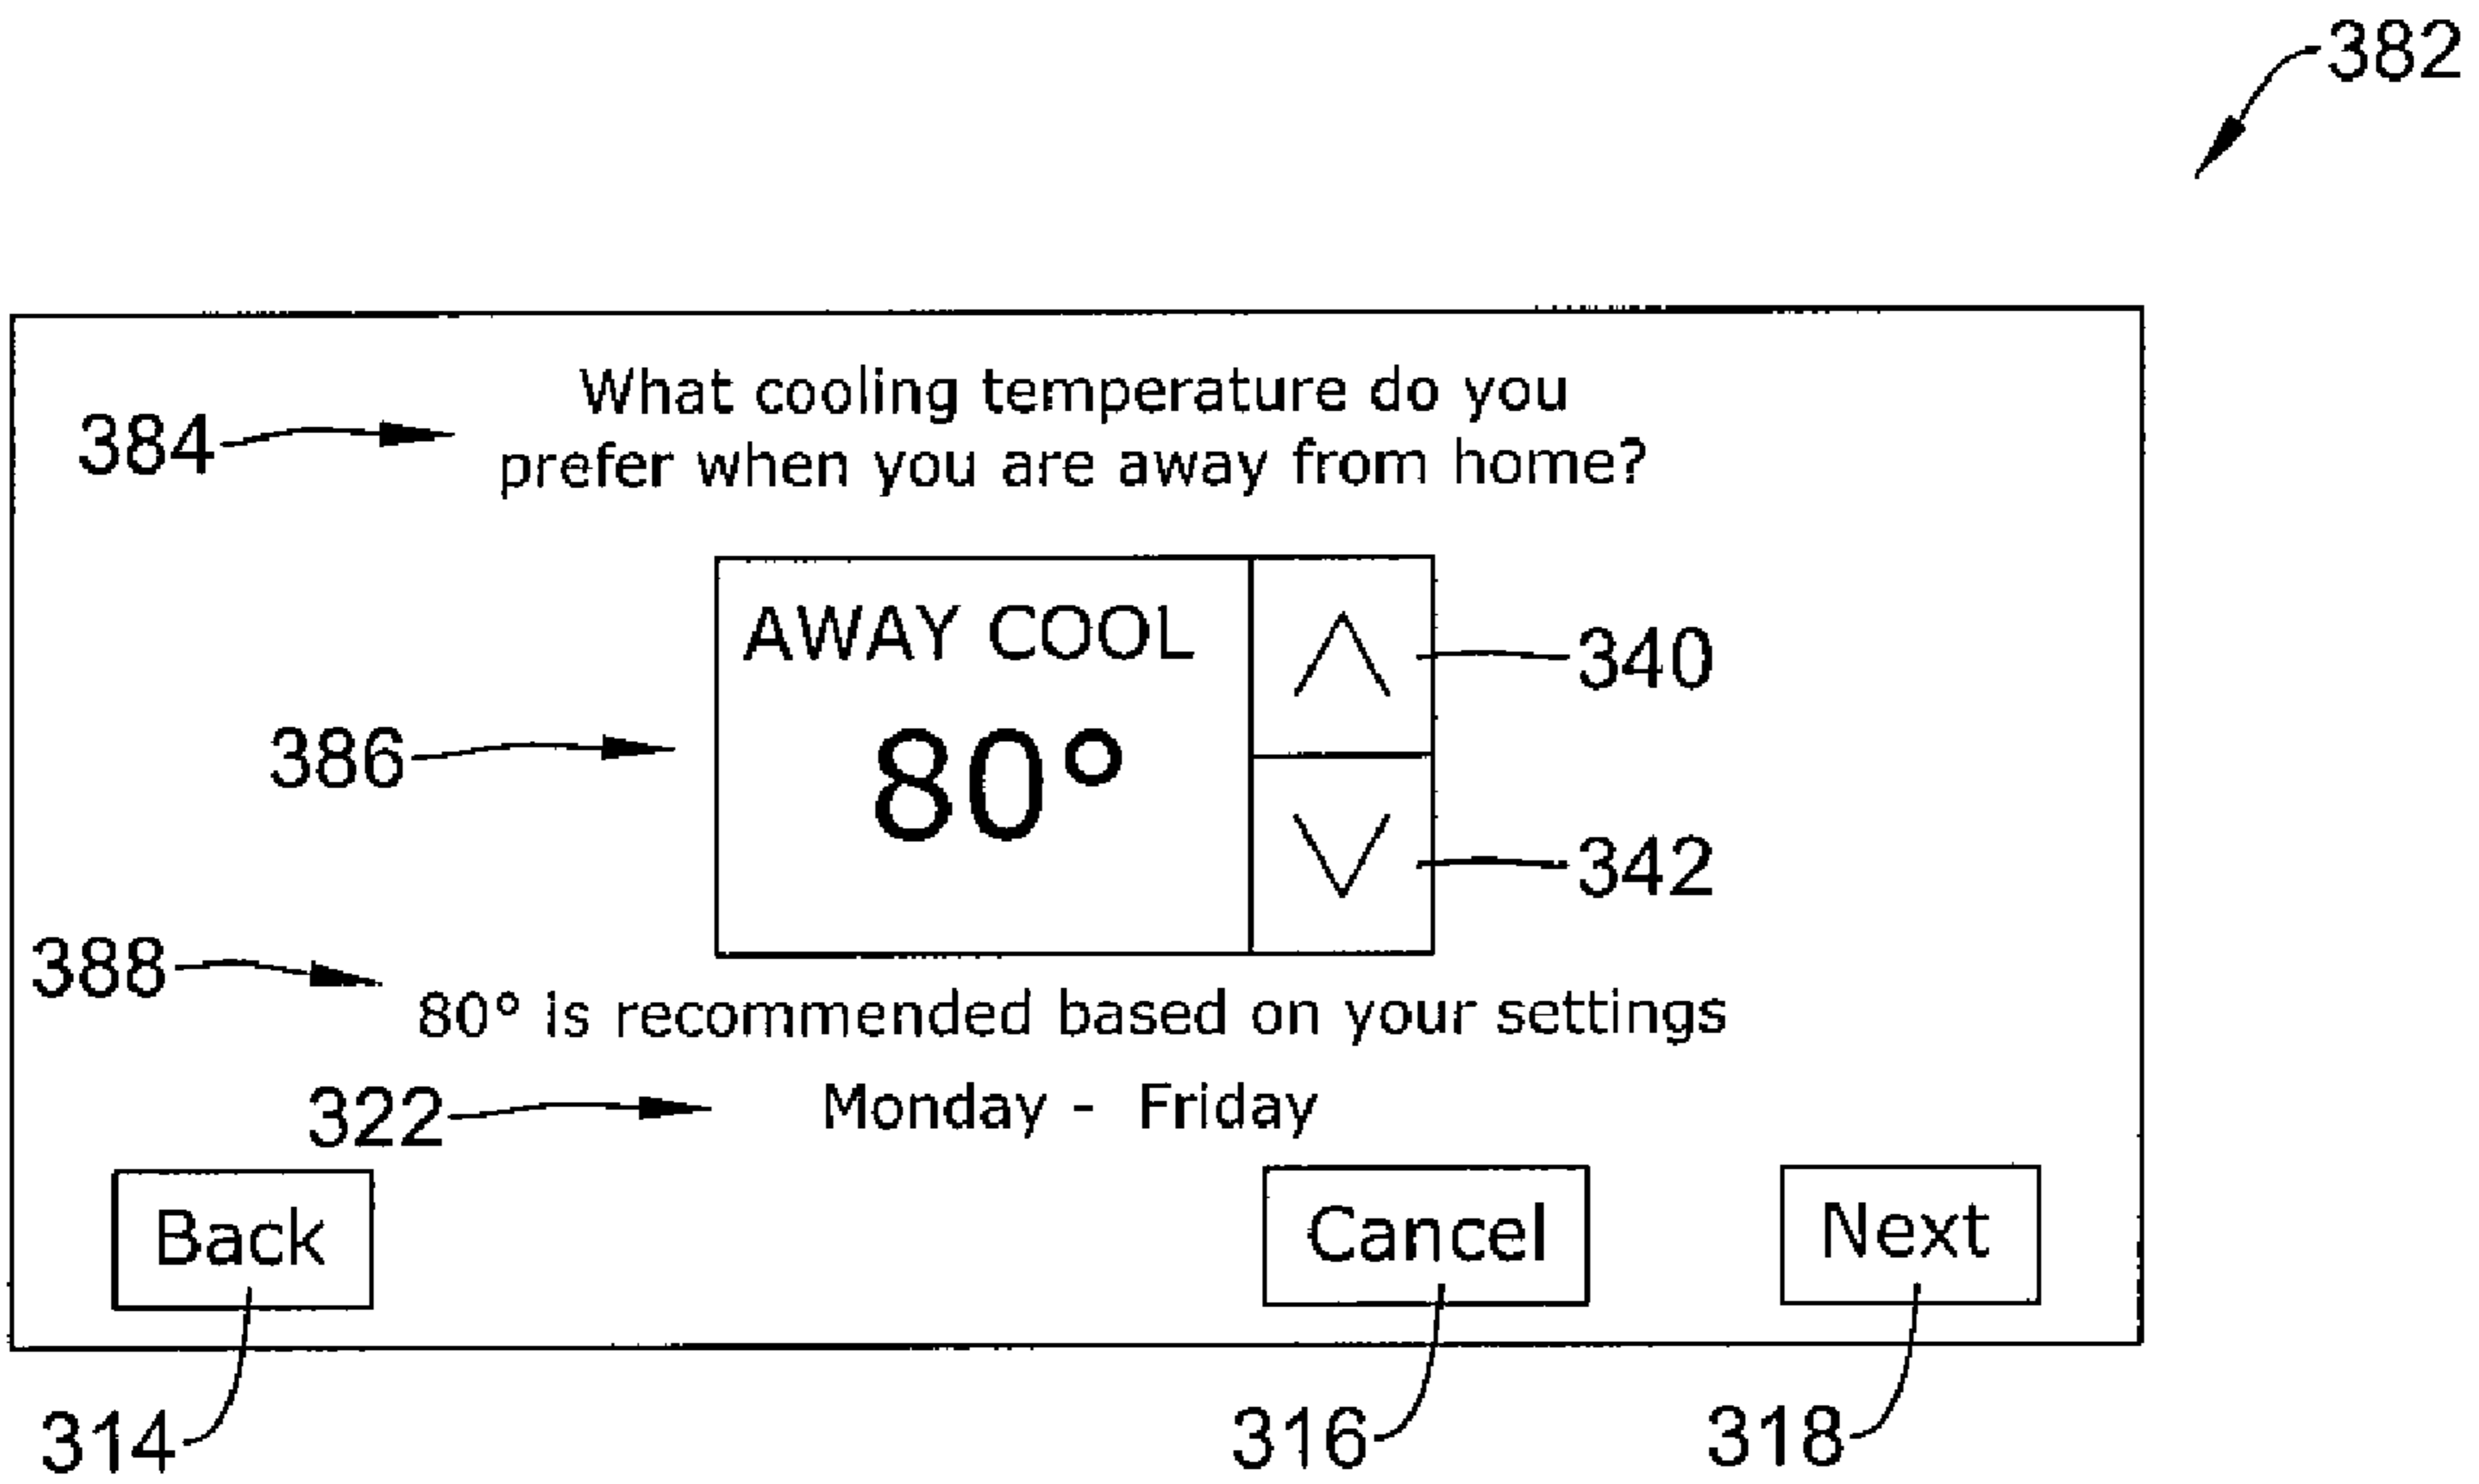 382
What cooling temperature do you
384
prefer when you are away from home?
AWAY COOL
340
386
80°
342
388
80° is recommended based on your settings
322
Monday - Friday
Back
Cancel
Next
314
316
318